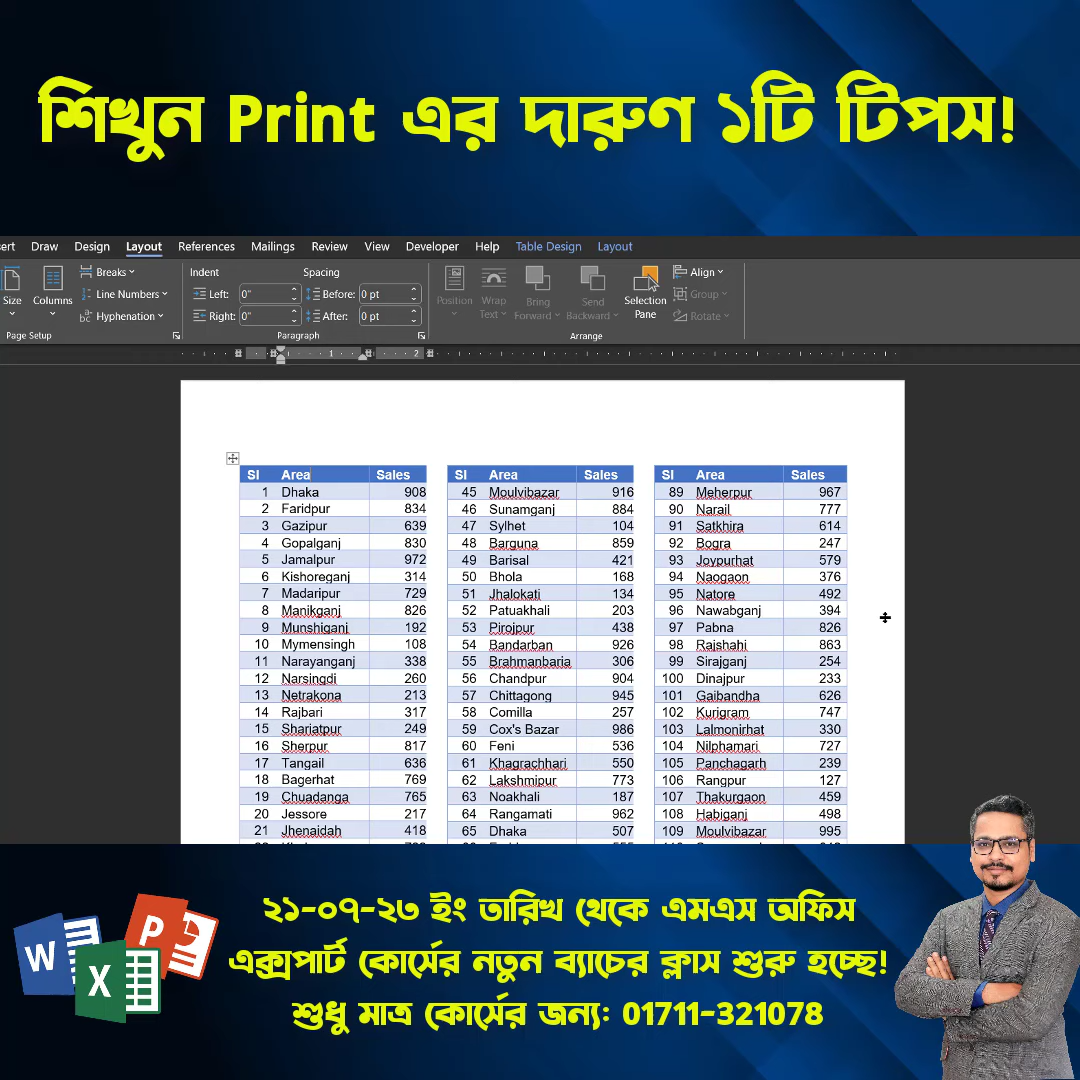 শিখুন Print এর দারুণ ১টি টিপস!
ert Draw Design Layout References Mailings Review View Developer Help Table Design Layout
Size
Columns
Breaks
Line Numbers
Hyphenation
Page Setup
Indent
Left: 0"
Right: 0"
Spacing
Before: 0 pt
After: 0 pt
Paragraph
Position
Wrap
Text
Bring
Forward
Send
Backward
Selection
Pane
Align
Group
Rotate
Arrange
1 2
Sl Area Sales
1 Dhaka 908
2 Faridpur 834
3 Gazipur 639
4 Gopalganj 830
5 Jamalpur 972
6 Kishoreganj 314
7 Madaripur 729
8 Manikganj 826
9 Munshiganj 192
10 Mymensingh 108
11 Narayanganj 338
12 Narsingdi 260
13 Netrakona 213
14 Rajbari 317
15 Shariatpur 249
16 Sherpur 817
17 Tangail 636
18 Bagerhat 769
19 Chuadanga 765
20 Jessore 217
21 Jhenaidah 418
Sl Area Sales
45 Moulvibazar 916
46 Sunamganj 884
47 Sylhet 104
48 Barguna 859
49 Barisal 421
50 Bhola 168
51 Jhalokati 134
52 Patuakhali 203
53 Pirojpur 438
54 Bandarban 926
55 Brahmanbaria 306
56 Chandpur 904
57 Chittagong 945
58 Comilla 257
59 Cox's Bazar 986
60 Feni 536
61 Khagrachhari 550
62 Lakshmipur 773
63 Noakhali 187
64 Rangamati 962
65 Dhaka 507
Sl Area Sales
89 Meherpur 967
90 Narail 777
91 Satkhira 614
92 Bogra 247
93 Joypurhat 579
94 Naogaon 376
95 Natore 492
96 Nawabganj 394
97 Pabna 826
98 Rajshahi 863
99 Sirajganj 254
100 Dinajpur 233
101 Gaibandha 626
102 Kurigram 747
103 Lalmonirhat 330
104 Nilphamari 727
105 Panchagarh 239
106 Rangpur 127
107 Thakurgaon 459
108 Habiganj 498
109 Moulvibazar 995
W
P
X
২১-০৭-২৩ ইং তারিখ থেকে এমএস অফিস
এক্সপার্ট কোর্সের নতুন ব্যাচের ক্লাস শুরু হচ্ছে!
শুধু মাত্র কোর্সের জন্য: 01711-321078